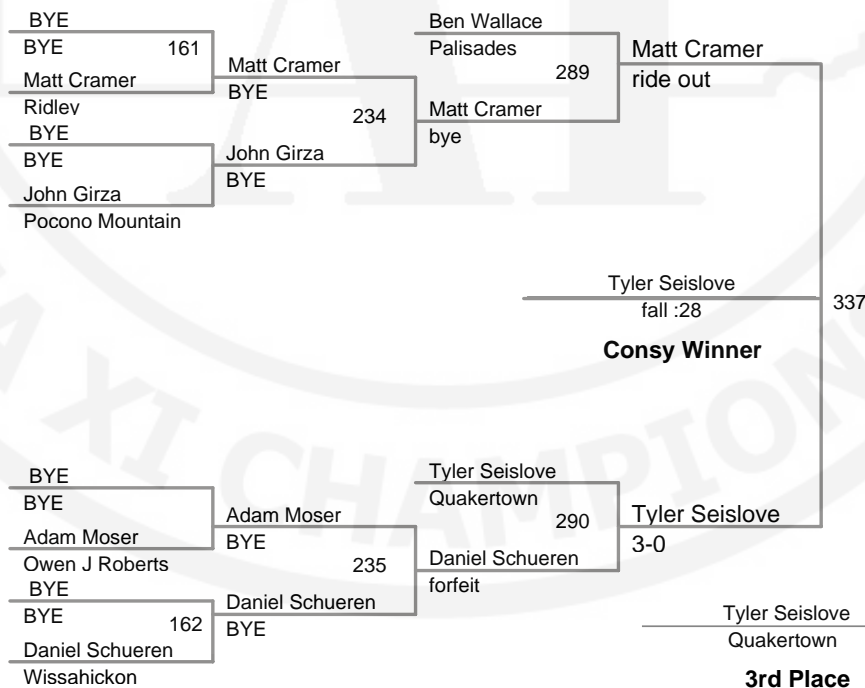 BYE
BYE
161
Matt Cramer
Ridley
BYE
BYE
John Girza
Pocono Mountain
Matt Cramer
BYE
234
John Girza
BYE
Ben Wallace
Palisades
289
Matt Cramer
bye
Matt Cramer
ride out
Tyler Seislove
fall :28
337
Consy Winner
XI CHAMPION
BYE
BYE
Adam Moser
Owen J Roberts
BYE
BYE
162
Daniel Schueren
Wissahickon
Adam Moser
BYE
235
Daniel Schueren
BYE
Tyler Seislove
Quakertown
290
Daniel Schueren
forfeit
Tyler Seislove
3-0
Tyler Seislove
Quakertown
3rd Place